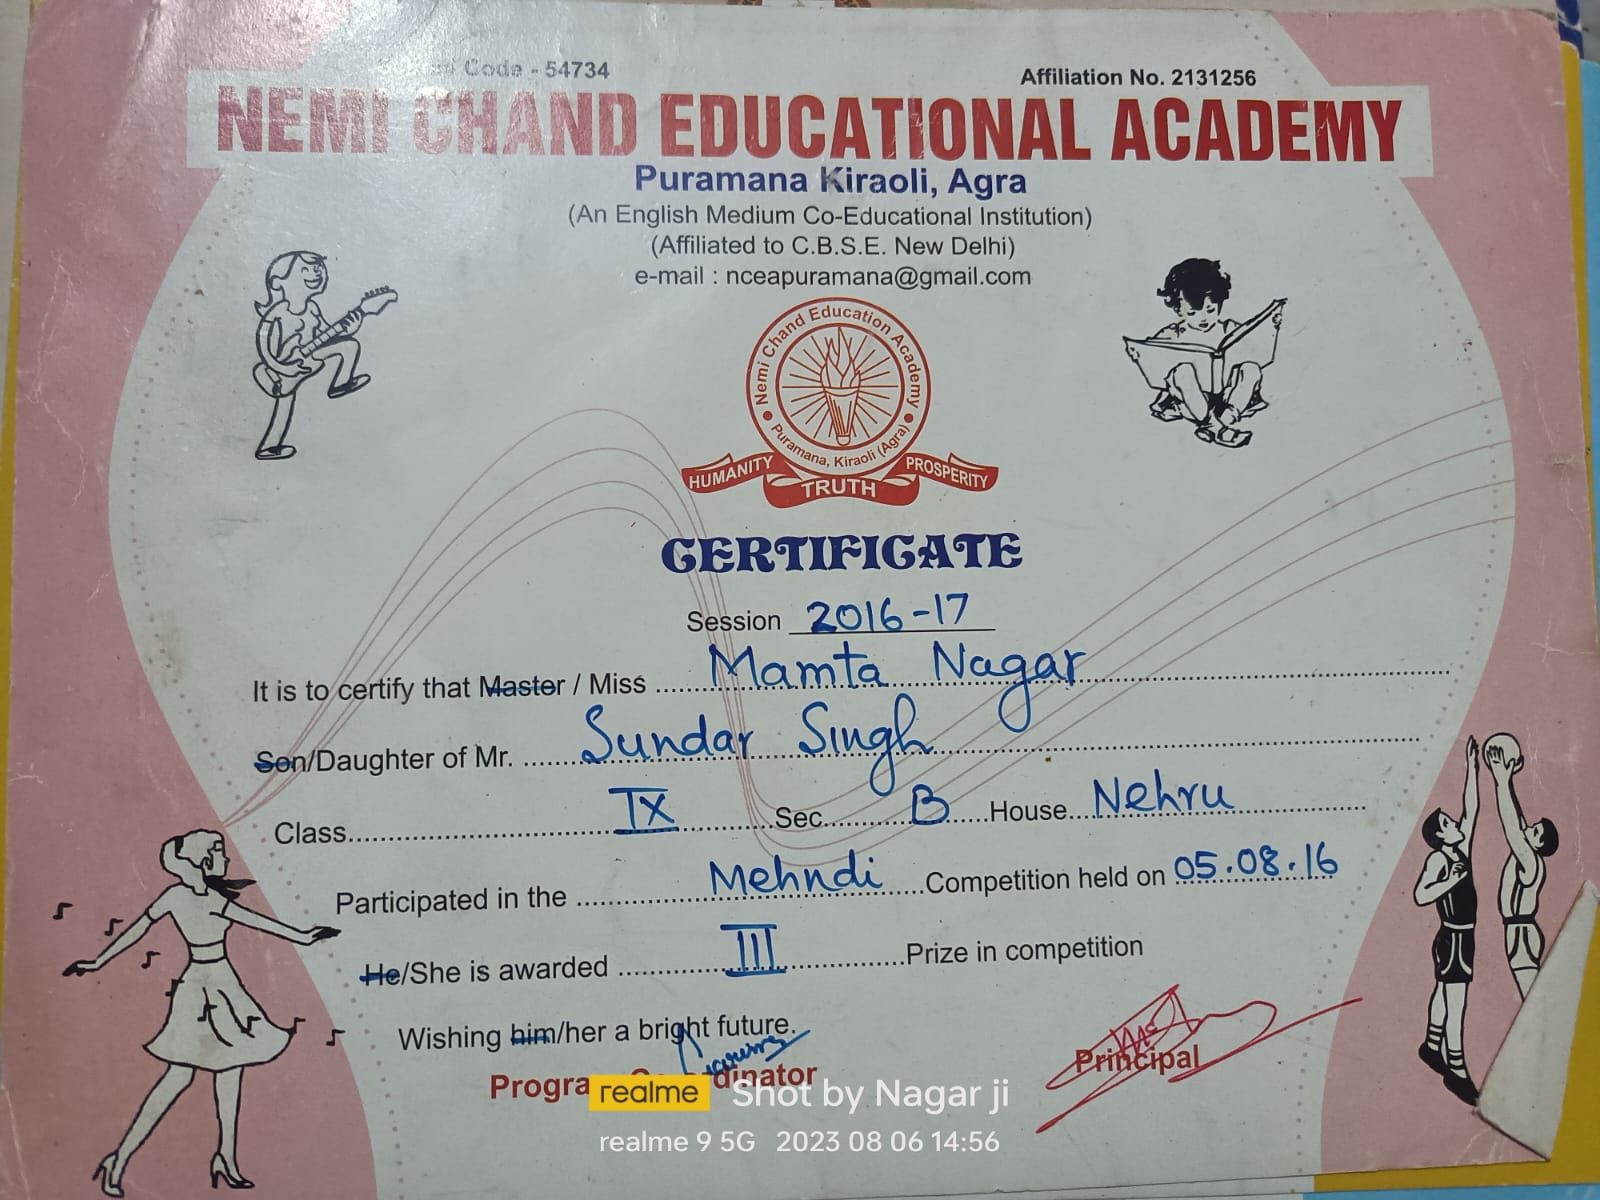 Code - 54734
Affiliation No. 2131256
NEMI CHAND EDUCATIONAL ACADEMY
Puramana Kiraoli, Agra
(An English Medium Co-Educational Institution)
(Affiliated to C.B.S.E. New Delhi)
e-mail : nceapuramana@gmail.com
Nemi Chand Education Academy
Puramana, Kiraoli (Agra)
HUMANITY TRUTH PROSPERITY
CERTIFICATE
Session 2016-17
It is to certify that Master / Miss Mamta Nagar
Son/Daughter of Mr. Sundar Singh
Class IX Sec. B House Nehru
Participated in the Mehndi Competition held on 05.08.16
He/She is awarded III Prize in competition
Wishing him/her a bright future.
Principal
realme Shot by Nagar ji
realme 9 5G 2023 08 06 14:56